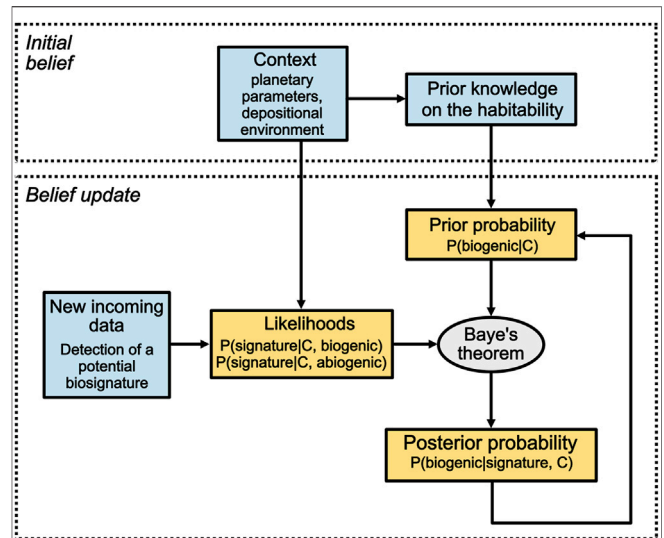 Initial
belief
Context
planetary
parameters,
depositional
environment
Prior knowledge
on the habitability
Belief update
Prior probability
P(biogenic|C)
New incoming
data
Detection of a
potential
biosignature
Likelihoods
P(signature|C, biogenic)
P(signature|C, abiogenic)
Baye's
theorem
Posterior probability
P(biogenic|signature, C)